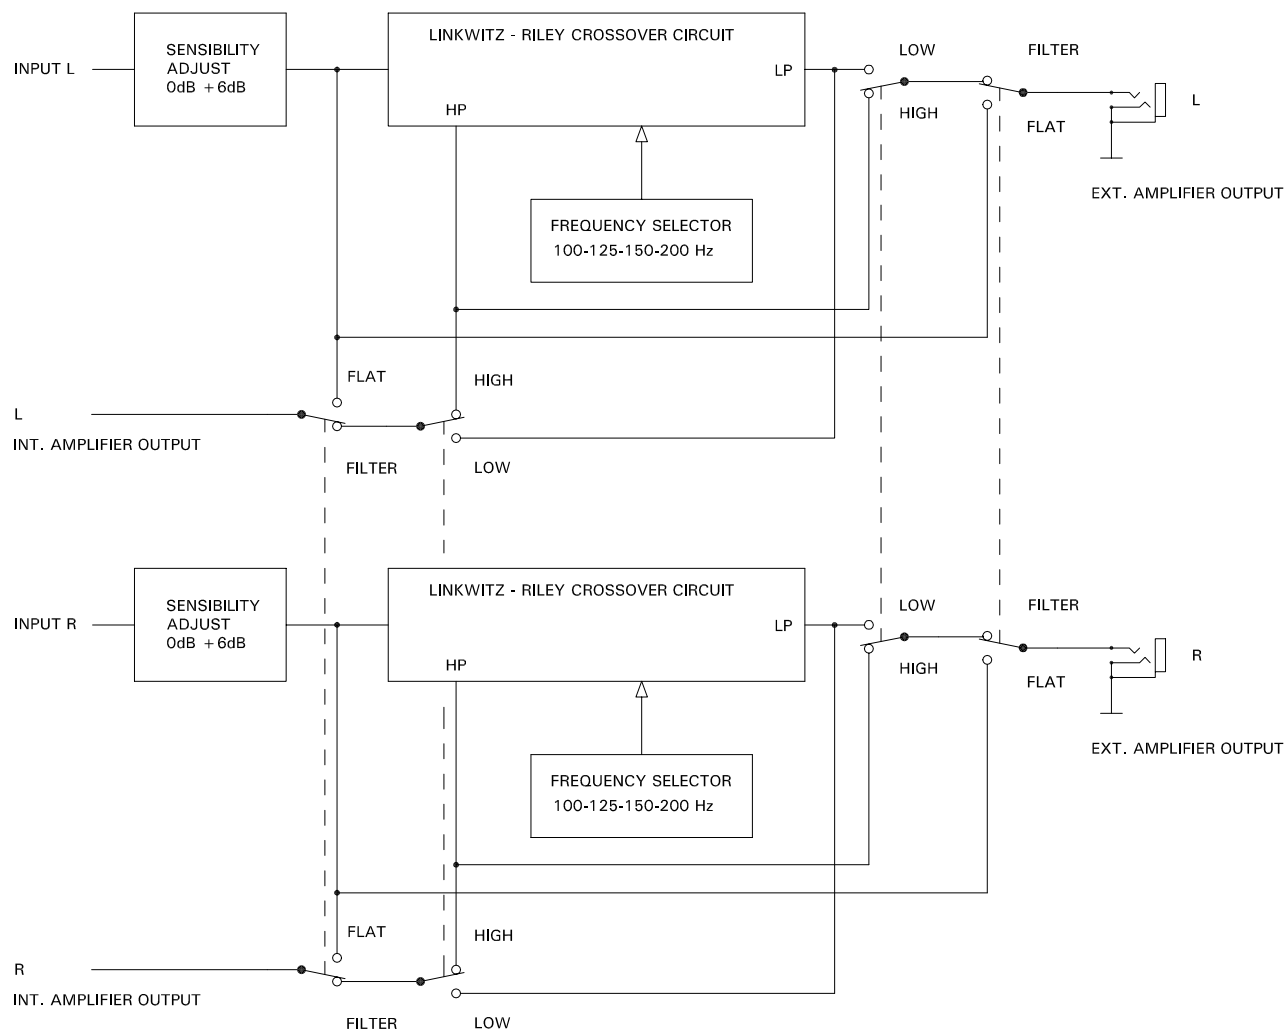 LINKWITZ - RILEY CROSSOVER CIRCUIT
SENSIBILITY
ADJUST
0dB +6dB
INPUT L
LP
HP
LOW
HIGH
FILTER
FLAT
L
EXT. AMPLIFIER OUTPUT
FREQUENCY SELECTOR
100-125-150-200 Hz
FLAT
HIGH
L
INT. AMPLIFIER OUTPUT
FILTER
LOW
LINKWITZ - RILEY CROSSOVER CIRCUIT
SENSIBILITY
ADJUST
0dB +6dB
INPUT R
LP
HP
LOW
HIGH
FILTER
FLAT
R
EXT. AMPLIFIER OUTPUT
FREQUENCY SELECTOR
100-125-150-200 Hz
FLAT
HIGH
R
INT. AMPLIFIER OUTPUT
FILTER
LOW